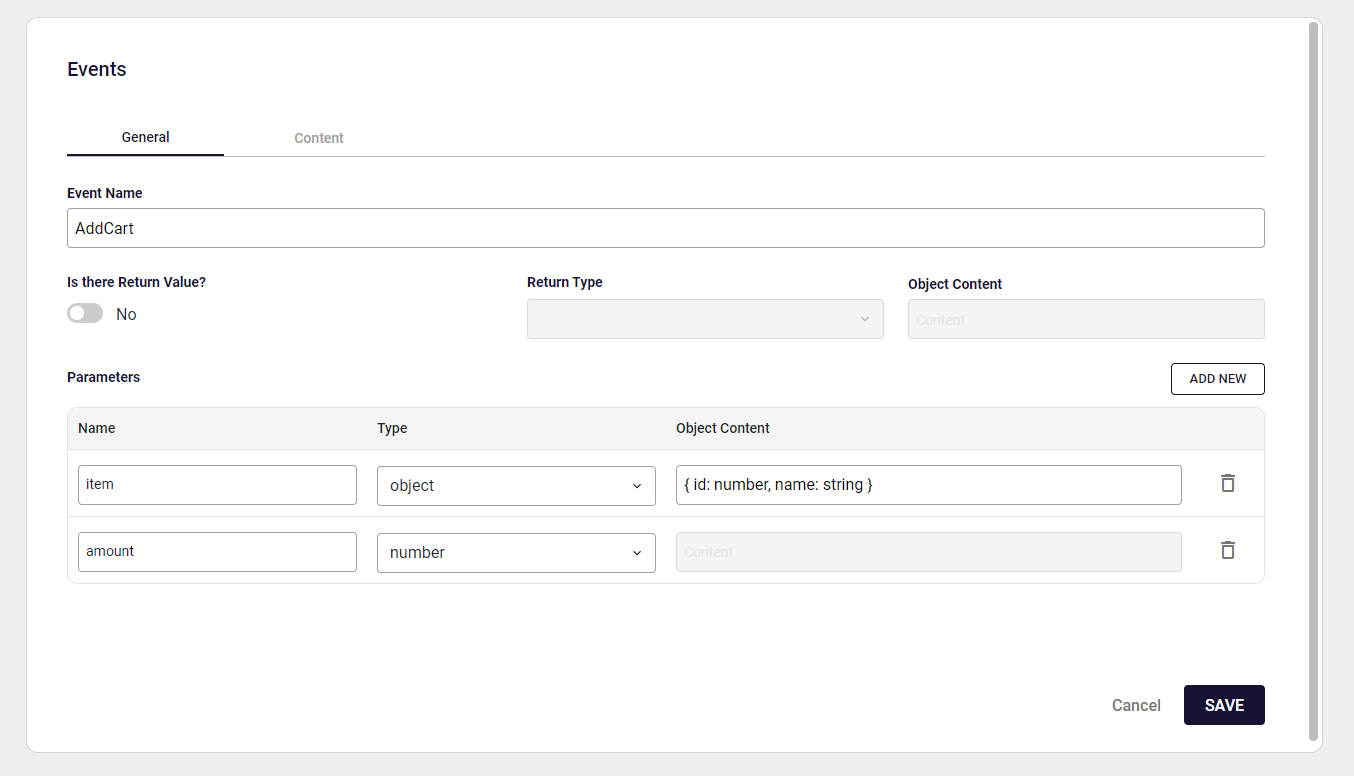 Events
General Content
Event Name
AddCart
Is there Return Value? Return Type Object Content
No Content
Parameters ADD NEW
Name Type Object Content
item object { id: number, name: string }
amount number Content
Cancel SAVE